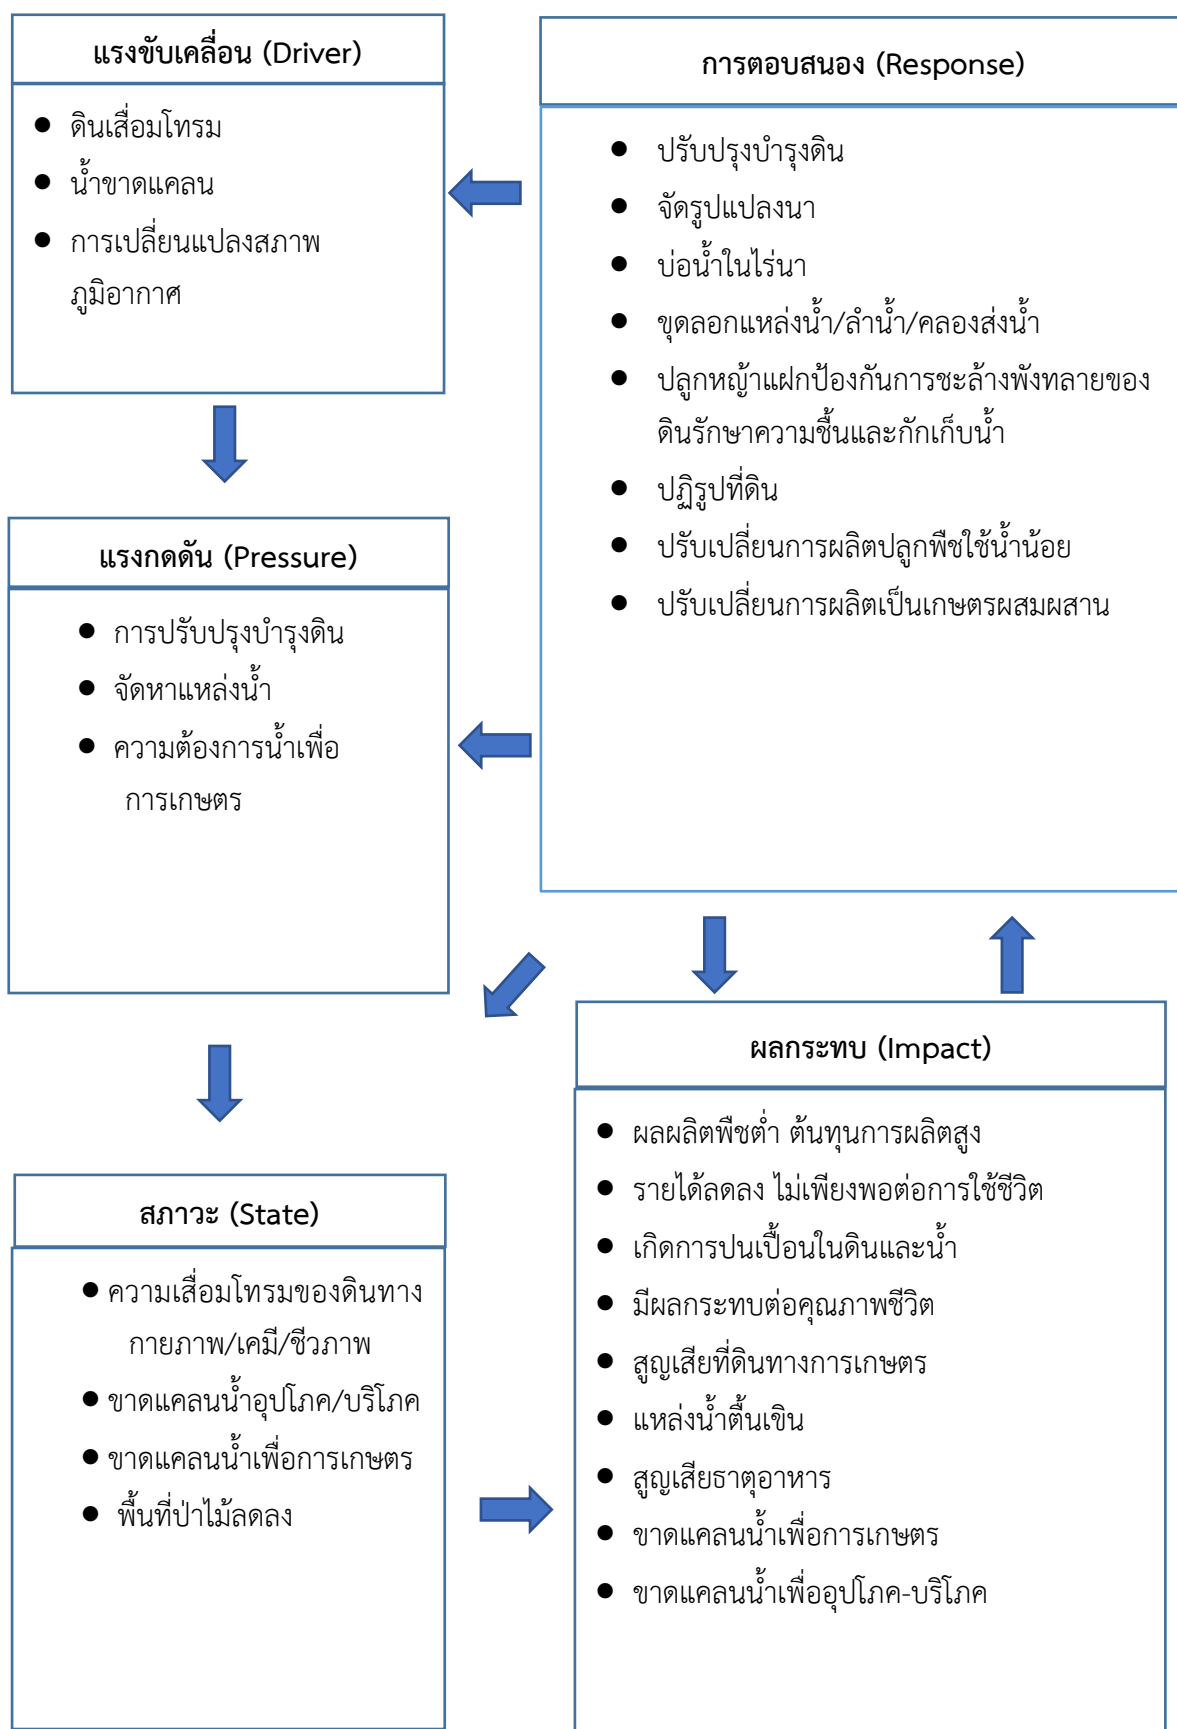 แรงขับเคลื่อน (Driver)
● ดินเสื่อมโทรม
● น้ำขาดแคลน
● การเปลี่ยนแปลงสภาพ
ภูมิอากาศ
การตอบสนอง (Response)
● ปรับปรุงบำรุงดิน
● จัดรูปแปลงนา
● บ่อน้ำในไร่นา
● ขุดลอกแหล่งน้ำ/ลำน้ำ/คลองส่งน้ำ
● ปลูกหญ้าแฝกป้องกันการชะล้างพังทลายของ
ดินรักษาความชื้นและกักเก็บน้ำ
● ปฏิรูปที่ดิน
● ปรับเปลี่ยนการผลิตปลูกพืชใช้น้ำน้อย
● ปรับเปลี่ยนการผลิตเป็นเกษตรผสมผสาน
แรงกดดัน (Pressure)
● การปรับปรุงบำรุงดิน
● จัดหาแหล่งน้ำ
● ความต้องการน้ำเพื่อ
การเกษตร
สภาวะ (State)
● ความเสื่อมโทรมของดินทาง
กายภาพ/เคมี/ชีวภาพ
● ขาดแคลนน้ำอุปโภค/บริโภค
● ขาดแคลนน้ำเพื่อการเกษตร
● พื้นที่ป่าไม้ลดลง
ผลกระทบ (Impact)
● ผลผลิตพืชต่ำ ต้นทุนการผลิตสูง
● รายได้ลดลง ไม่เพียงพอต่อการใช้ชีวิต
● เกิดการปนเปื้อนในดินและน้ำ
● มีผลกระทบต่อคุณภาพชีวิต
● สูญเสียที่ดินทางการเกษตร
● แหล่งน้ำตื้นเขิน
● สูญเสียธาตุอาหาร
● ขาดแคลนน้ำเพื่อการเกษตร
● ขาดแคลนน้ำเพื่ออุปโภค-บริโภค